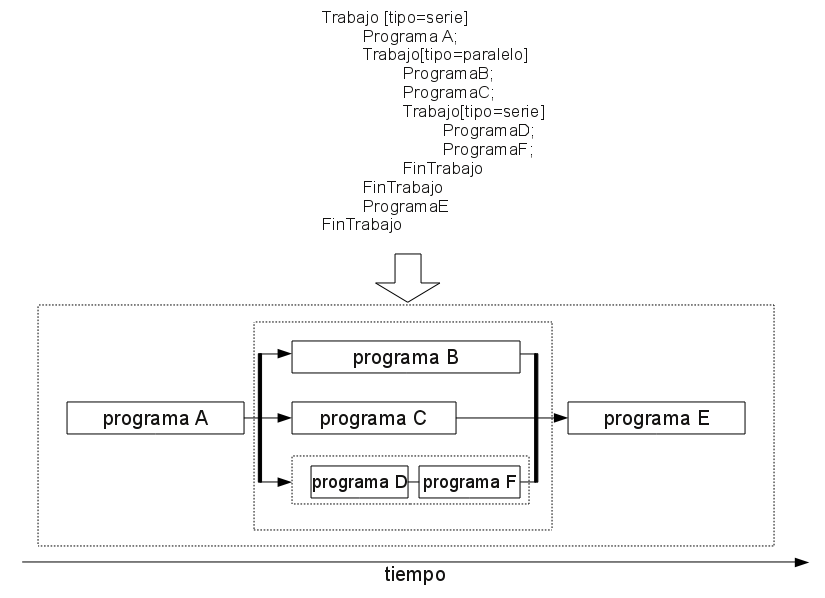 Trabajo [tipo=serie]
Programa A;
Trabajo[tipo=paralelo]
ProgramaB;
ProgramaC;
Trabajo[tipo=serie]
ProgramaD;
ProgramaF;
FinTrabajo
FinTrabajo
ProgramaE
FinTrabajo
programa B
programa A
programa C
programa E
programa D
programa F
tiempo